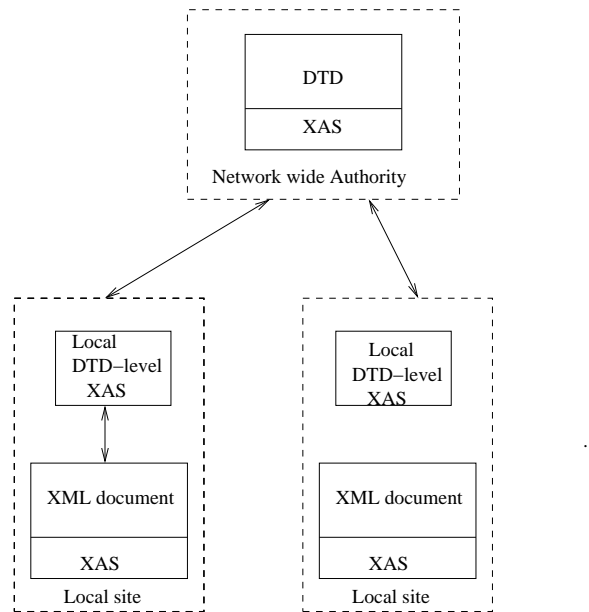 DTD
XAS
Network wide Authority
Local
DTD–level
XAS
XML document
XAS
Local site
Local
DTD–level
XAS
XML document
XAS
Local site
.